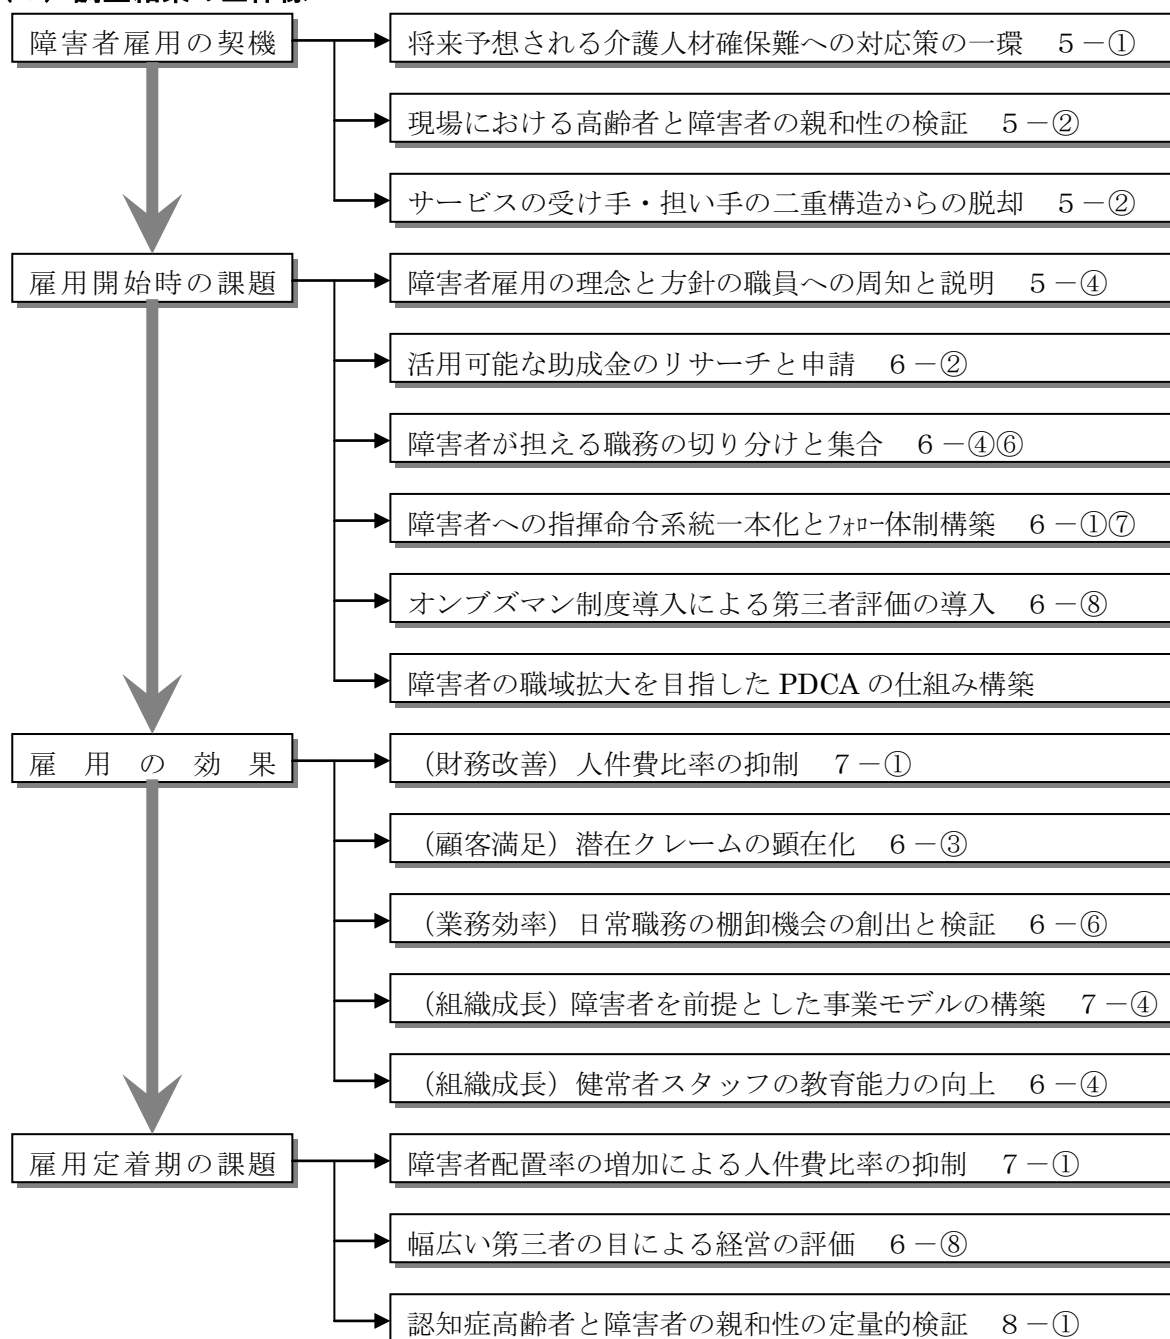 障害者雇用の契機
将来予想される介護人材確保難への対応策の一環　５－①
現場における高齢者と障害者の親和性の検証　５－②
サービスの受け手・担い手の二重構造からの脱却　５－②
雇用開始時の課題
障害者雇用の理念と方針の職員への周知と説明　５－④
活用可能な助成金のリサーチと申請　６－②
障害者が担える職務の切り分けと集合　６－④⑥
障害者への指揮命令系統一本化とﾌｫﾛｰ体制構築　６－①⑦
オンブズマン制度導入による第三者評価の導入　６－⑧
障害者の職域拡大を目指した PDCA の仕組み構築
雇用の効果
（財務改善）人件費比率の抑制　７－①
（顧客満足）潜在クレームの顕在化　６－③
（業務効率）日常職務の棚卸機会の創出と検証　６－⑥
（組織成長）障害者を前提とした事業モデルの構築　７－④
（組織成長）健常者スタッフの教育能力の向上　６－④
雇用定着期の課題
障害者配置率の増加による人件費比率の抑制　７－①
幅広い第三者の目による経営の評価　６－⑧
認知症高齢者と障害者の親和性の定量的検証　８－①